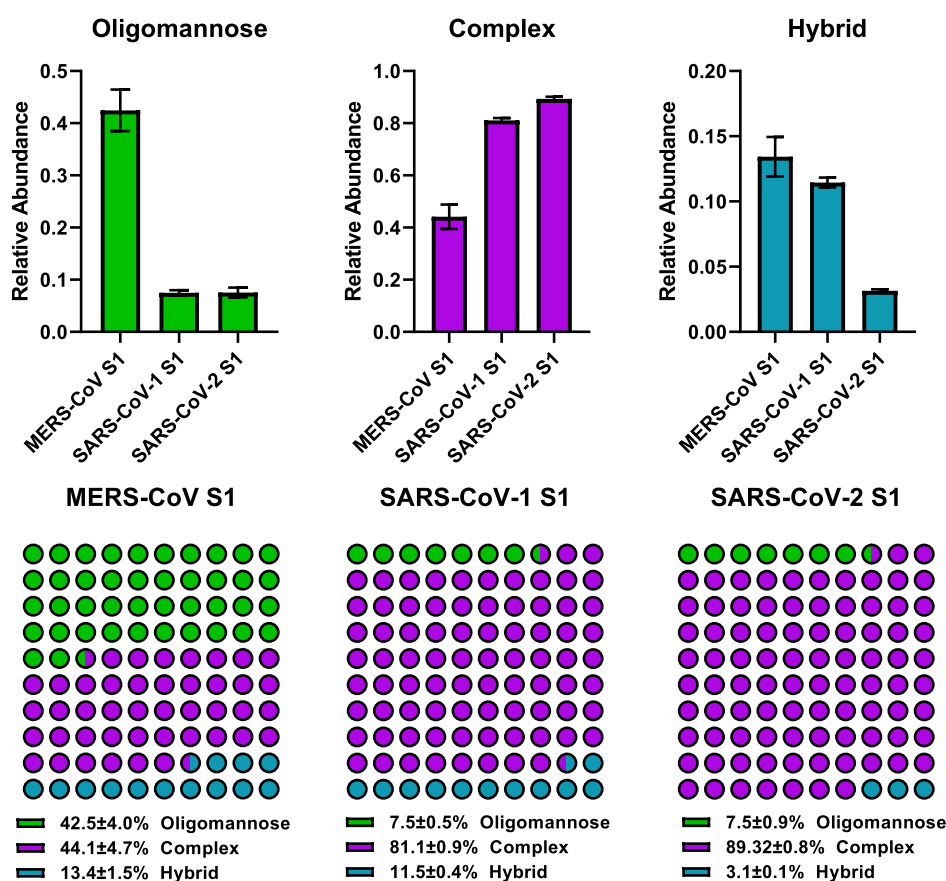 Oligomannose
Relative Abundance
0.5
0.4
0.3
0.2
0.1
0.0
MERS-CoV S1
SARS-CoV-1 S1
SARS-CoV-2 S1
Complex
Relative Abundance
1.0
0.8
0.6
0.4
0.2
0.0
MERS-CoV S1
SARS-CoV-1 S1
SARS-CoV-2 S1
Hybrid
Relative Abundance
0.20
0.15
0.10
0.05
0.00
MERS-CoV S1
SARS-CoV-1 S1
SARS-CoV-2 S1
MERS-CoV S1
42.5±4.0% Oligomannose
44.1±4.7% Complex
13.4±1.5% Hybrid
SARS-CoV-1 S1
7.5±0.5% Oligomannose
81.1±0.9% Complex
11.5±0.4% Hybrid
SARS-CoV-2 S1
7.5±0.9% Oligomannose
89.32±0.8% Complex
3.1±0.1% Hybrid